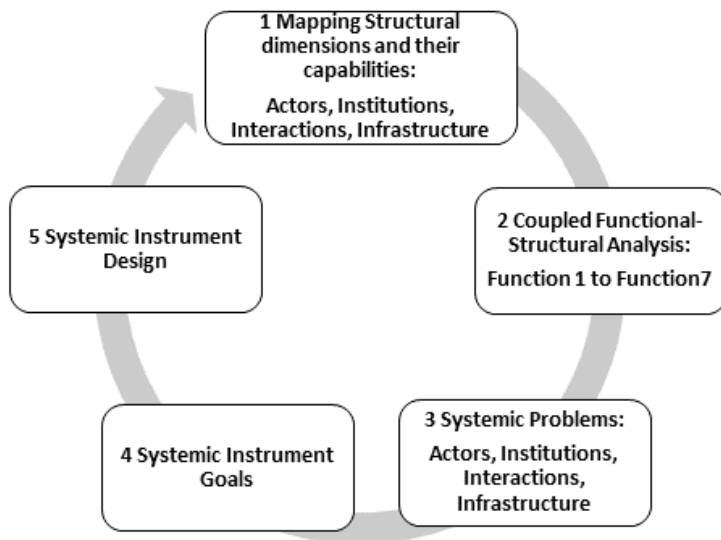 1 Mapping Structural
dimensions and their
capabilities:
Actors, Institutions,
Interactions, Infrastructure
2 Coupled Functional-
Structural Analysis:
Function 1 to Function7
3 Systemic Problems:
Actors, Institutions,
Interactions,
Infrastructure
4 Systemic Instrument
Goals
5 Systemic Instrument
Design